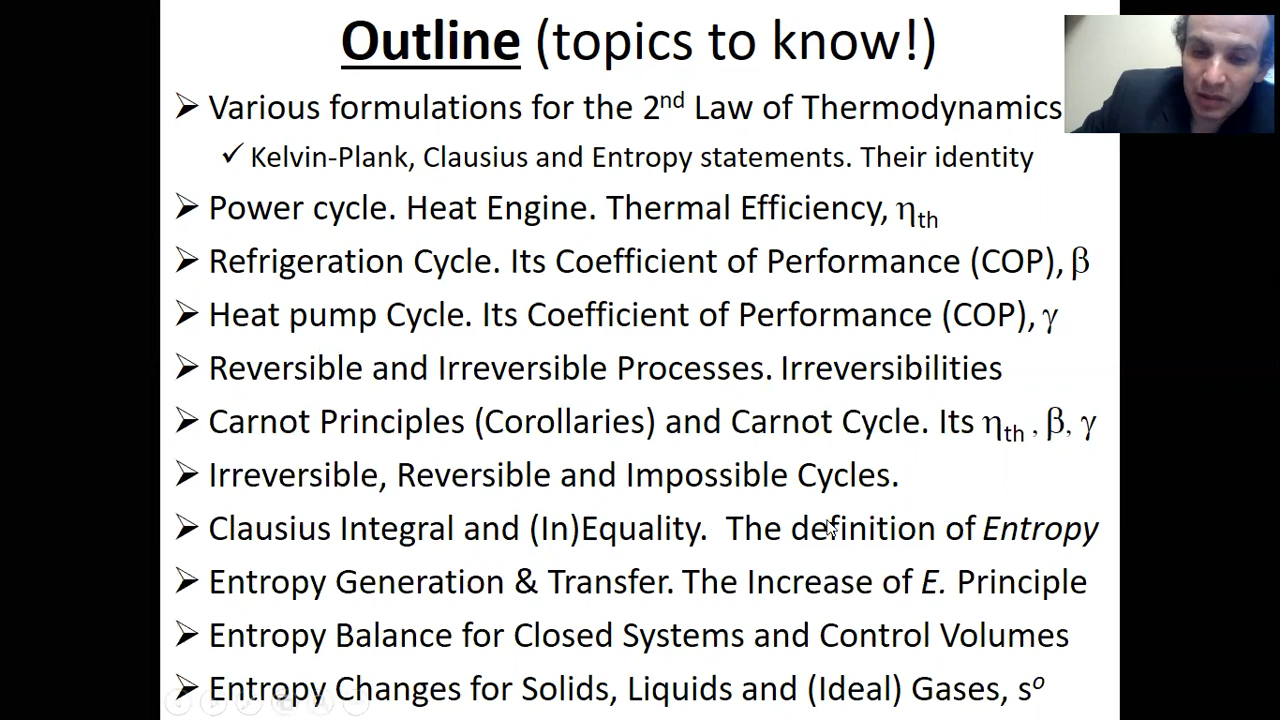 Outline (topics to know!)
➢ Various formulations for the 2nd Law of Thermodynamics
✓ Kelvin-Plank, Clausius and Entropy statements. Their identity
➢ Power cycle. Heat Engine. Thermal Efficiency, ηth
➢ Refrigeration Cycle. Its Coefficient of Performance (COP), β
➢ Heat pump Cycle. Its Coefficient of Performance (COP), γ
➢ Reversible and Irreversible Processes. Irreversibilities
➢ Carnot Principles (Corollaries) and Carnot Cycle. Its ηth , β, γ
➢ Irreversible, Reversible and Impossible Cycles.
➢ Clausius Integral and (In)Equality. The definition of Entropy
➢ Entropy Generation & Transfer. The Increase of E. Principle
➢ Entropy Balance for Closed Systems and Control Volumes
➢ Entropy Changes for Solids, Liquids and (Ideal) Gases, so